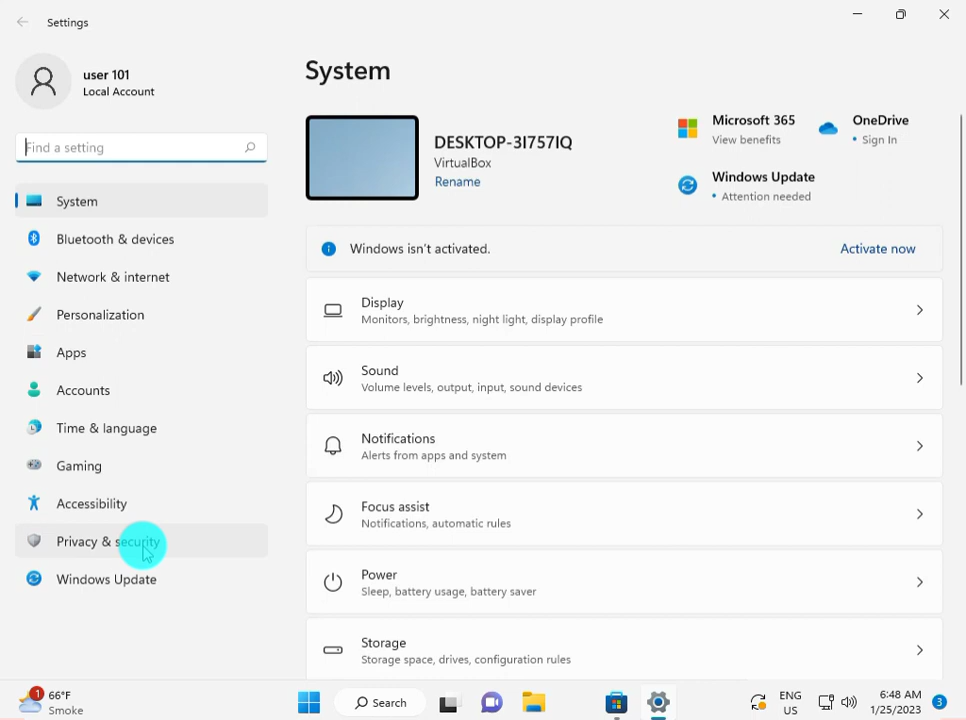 Settings
user 101
Local Account
Find a setting
System
Bluetooth & devices
Network & internet
Personalization
Apps
Accounts
Time & language
Gaming
Accessibility
Privacy & security
Windows Update
System
DESKTOP-3I757IQ
VirtualBox
Rename
Microsoft 365
View benefits
OneDrive
• Sign In
Windows Update
• Attention needed
Windows isn't activated.
Activate now
Display
Monitors, brightness, night light, display profile
Sound
Volume levels, output, input, sound devices
Notifications
Alerts from apps and system
Focus assist
Notifications, automatic rules
Power
Sleep, battery usage, battery saver
Storage
Storage space, drives, configuration rules
1
66°F
Smoke
Search
ENG
US
6:48 AM
1/25/2023
3